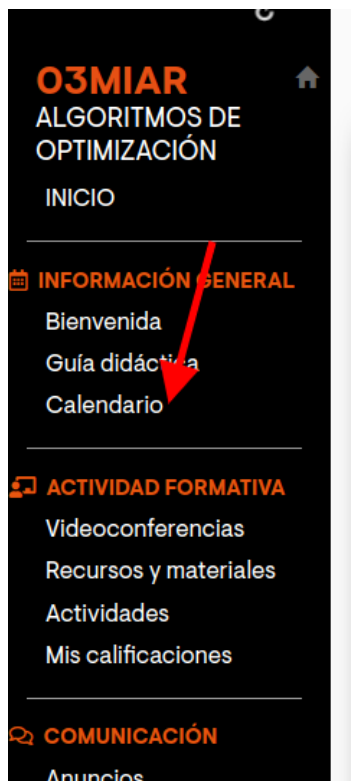 03MIAR
ALGORITMOS DE
OPTIMIZACIÓN
INICIO
INFORMACIÓN GENERAL
Bienvenida
Guía didáctica
Calendario
ACTIVIDAD FORMATIVA
Videoconferencias
Recursos y materiales
Actividades
Mis calificaciones
COMUNICACIÓN
Anuncios